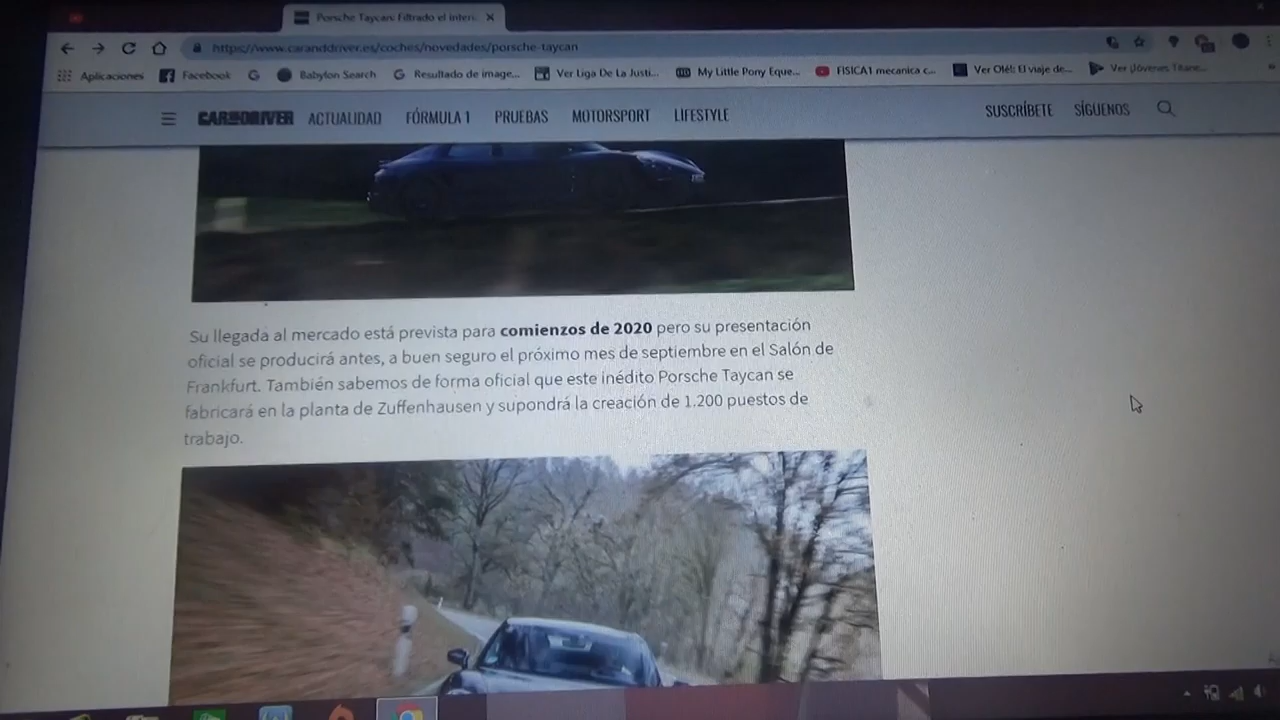 Porsche Taycan: Filtrado el interi
https://www.caranddriver.es/coches/novedades/porsche-taycan
Aplicaciones Facebook Babylon Search Resultado de image... Ver Liga De La Justi... My Little Pony Eque... FISICA1 mecanica c... Ver Olé!: El viaje de... Ver Jóvenes Titane...
CAR AND DRIVER ACTUALIDAD FÓRMULA 1 PRUEBAS MOTORSPORT LIFESTYLE SUSCRÍBETE SÍGUENOS
Su llegada al mercado está prevista para comienzos de 2020 pero su presentación
oficial se producirá antes, a buen seguro el próximo mes de septiembre en el Salón de
Frankfurt. También sabemos de forma oficial que este inédito Porsche Taycan se
fabricará en la planta de Zuffenhausen y supondrá la creación de 1.200 puestos de
trabajo.